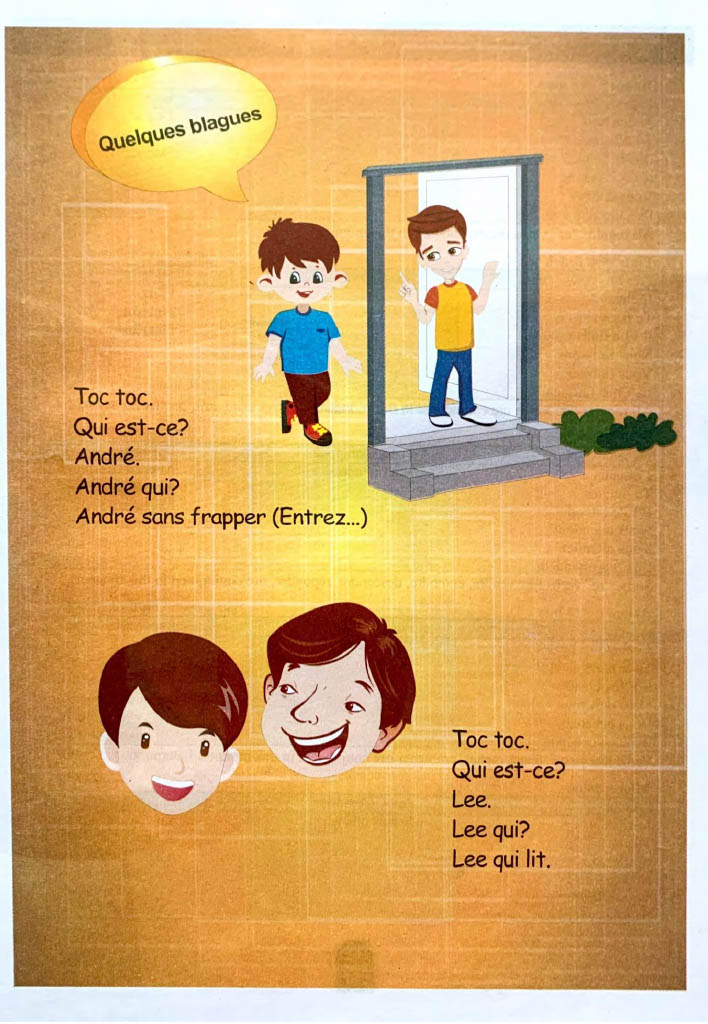 Quelques blagues
Toc toc.
Qui est-ce?
André.
André qui?
André sans frapper (Entrez...)
Toc toc.
Qui est-ce?
Lee.
Lee qui?
Lee qui lit.